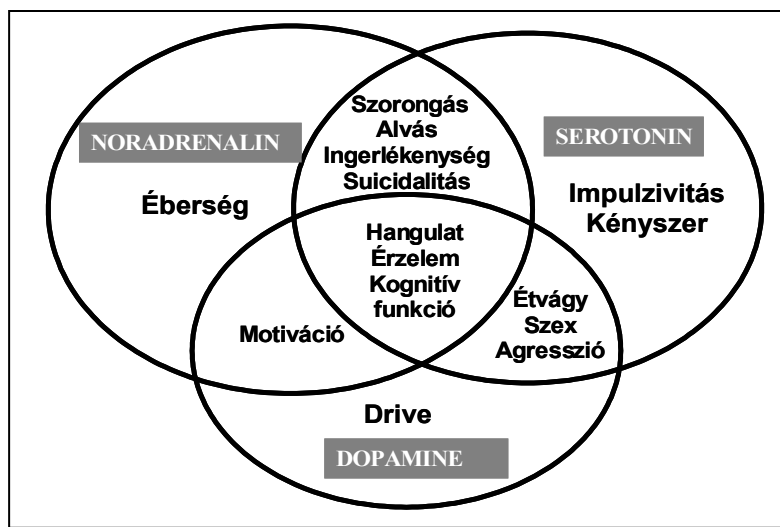 Szorongás
Alvás
Ingerlékenység
Suicidalitás
NORADRENALIN
SEROTONIN
Éberség
Impulzivitás
Kényszer
Hangulat
Érzelem
Kognitív
funkció
Étvágy
Szex
Agresszió
Motiváció
Drive
DOPAMINE